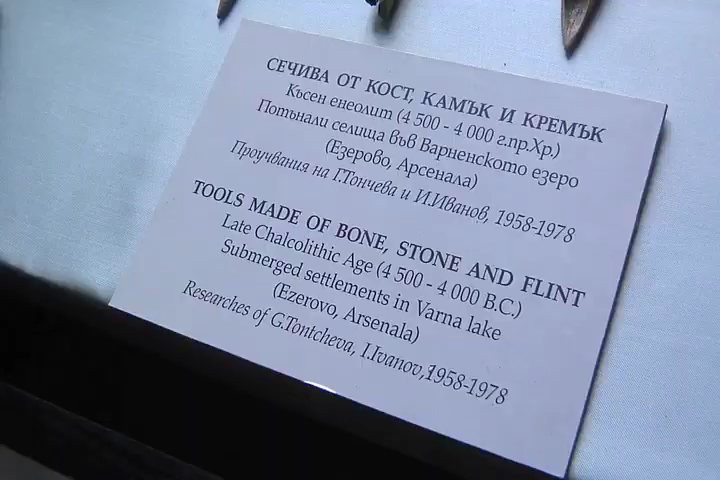 СЕЧИВА ОТ КОСТ, КАМЪК И КРЕМЪК
Късен енеолит (4 500 - 4 000 г.пр.Хр.)
Потънали селища във Варненското езеро
(Езерово, Арсенала)
Проучвания на Г.Тончева и И.Иванов, 1958-1978
TOOLS MADE OF BONE, STONE AND FLINT
Late Chalcolithic Age (4 500 - 4 000 B.C.)
Submerged settlements in Varna lake
(Ezerovo, Arsenala)
Researches of G.Tontcheva, I.Ivanov, 1958-1978